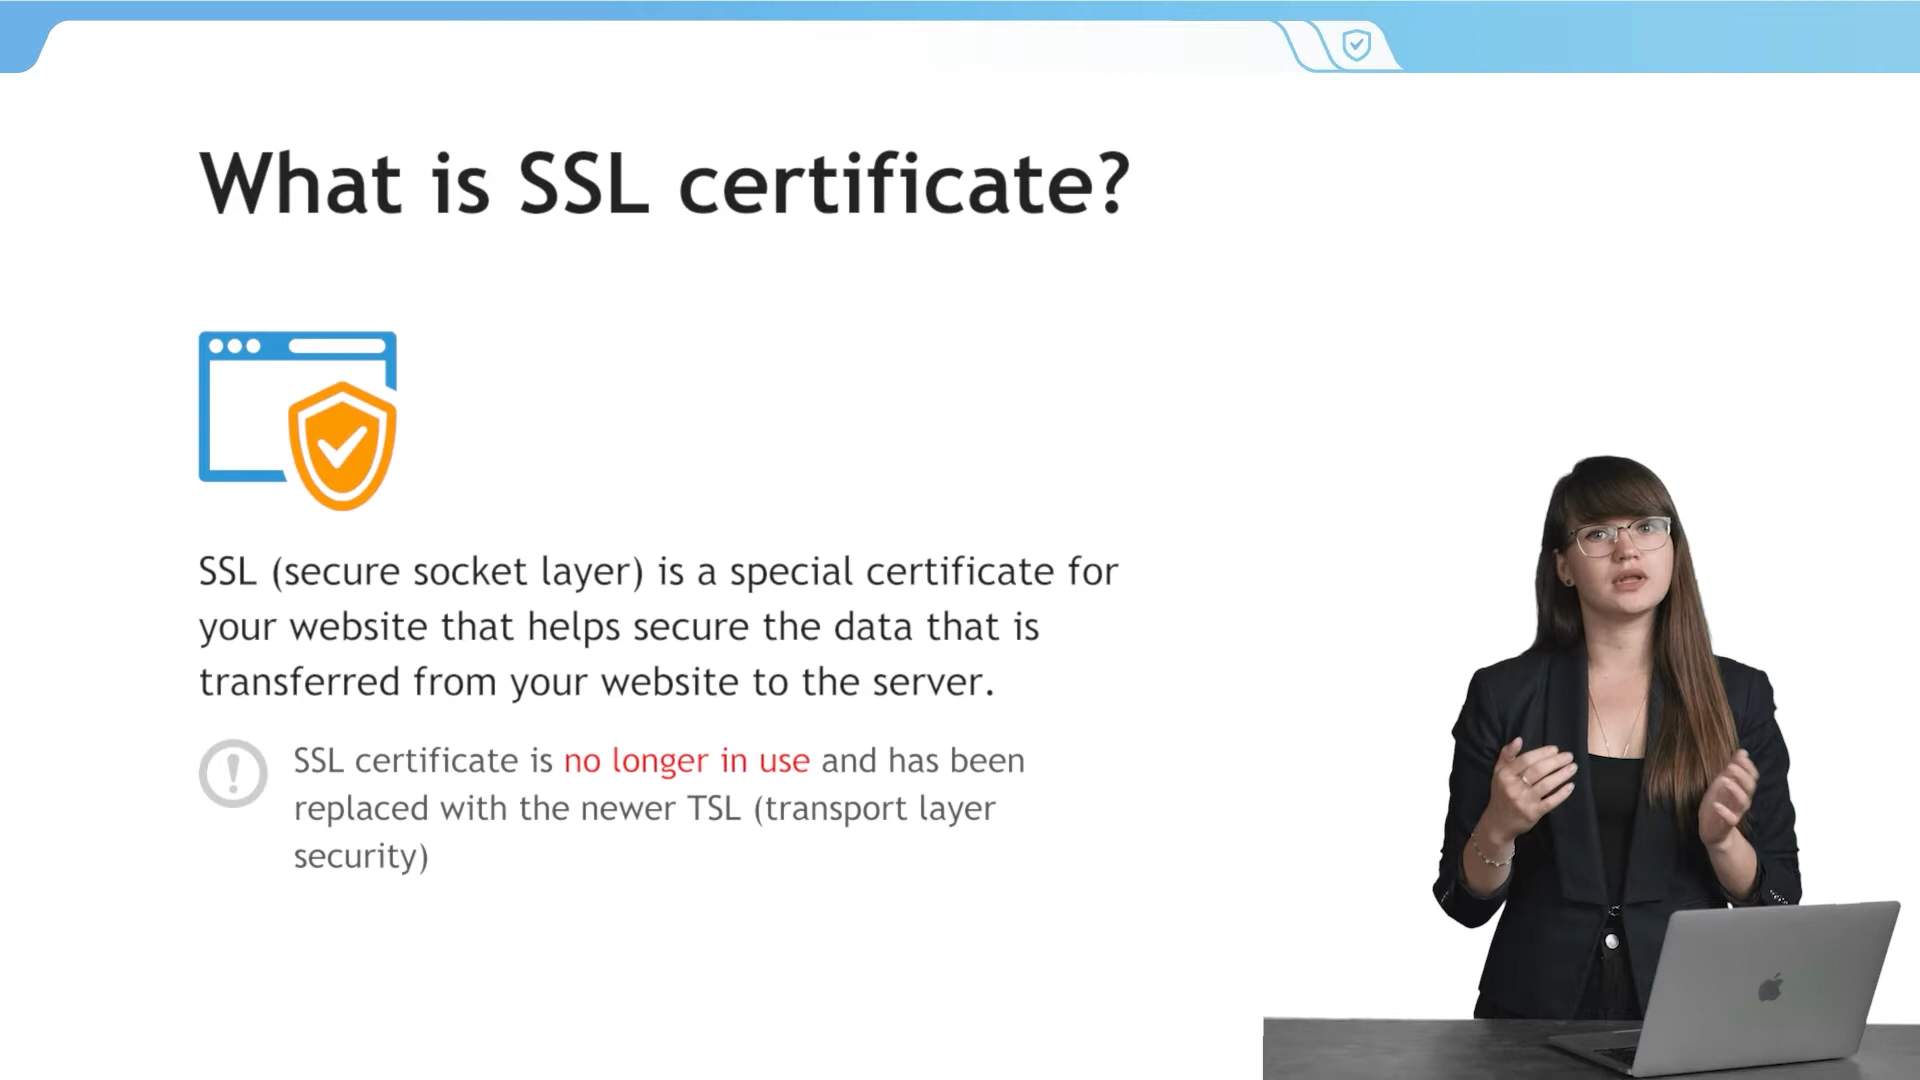 What is SSL certificate?
SSL (secure socket layer) is a special certificate for
your website that helps secure the data that is
transferred from your website to the server.
SSL certificate is no longer in use and has been
replaced with the newer TSL (transport layer
security)